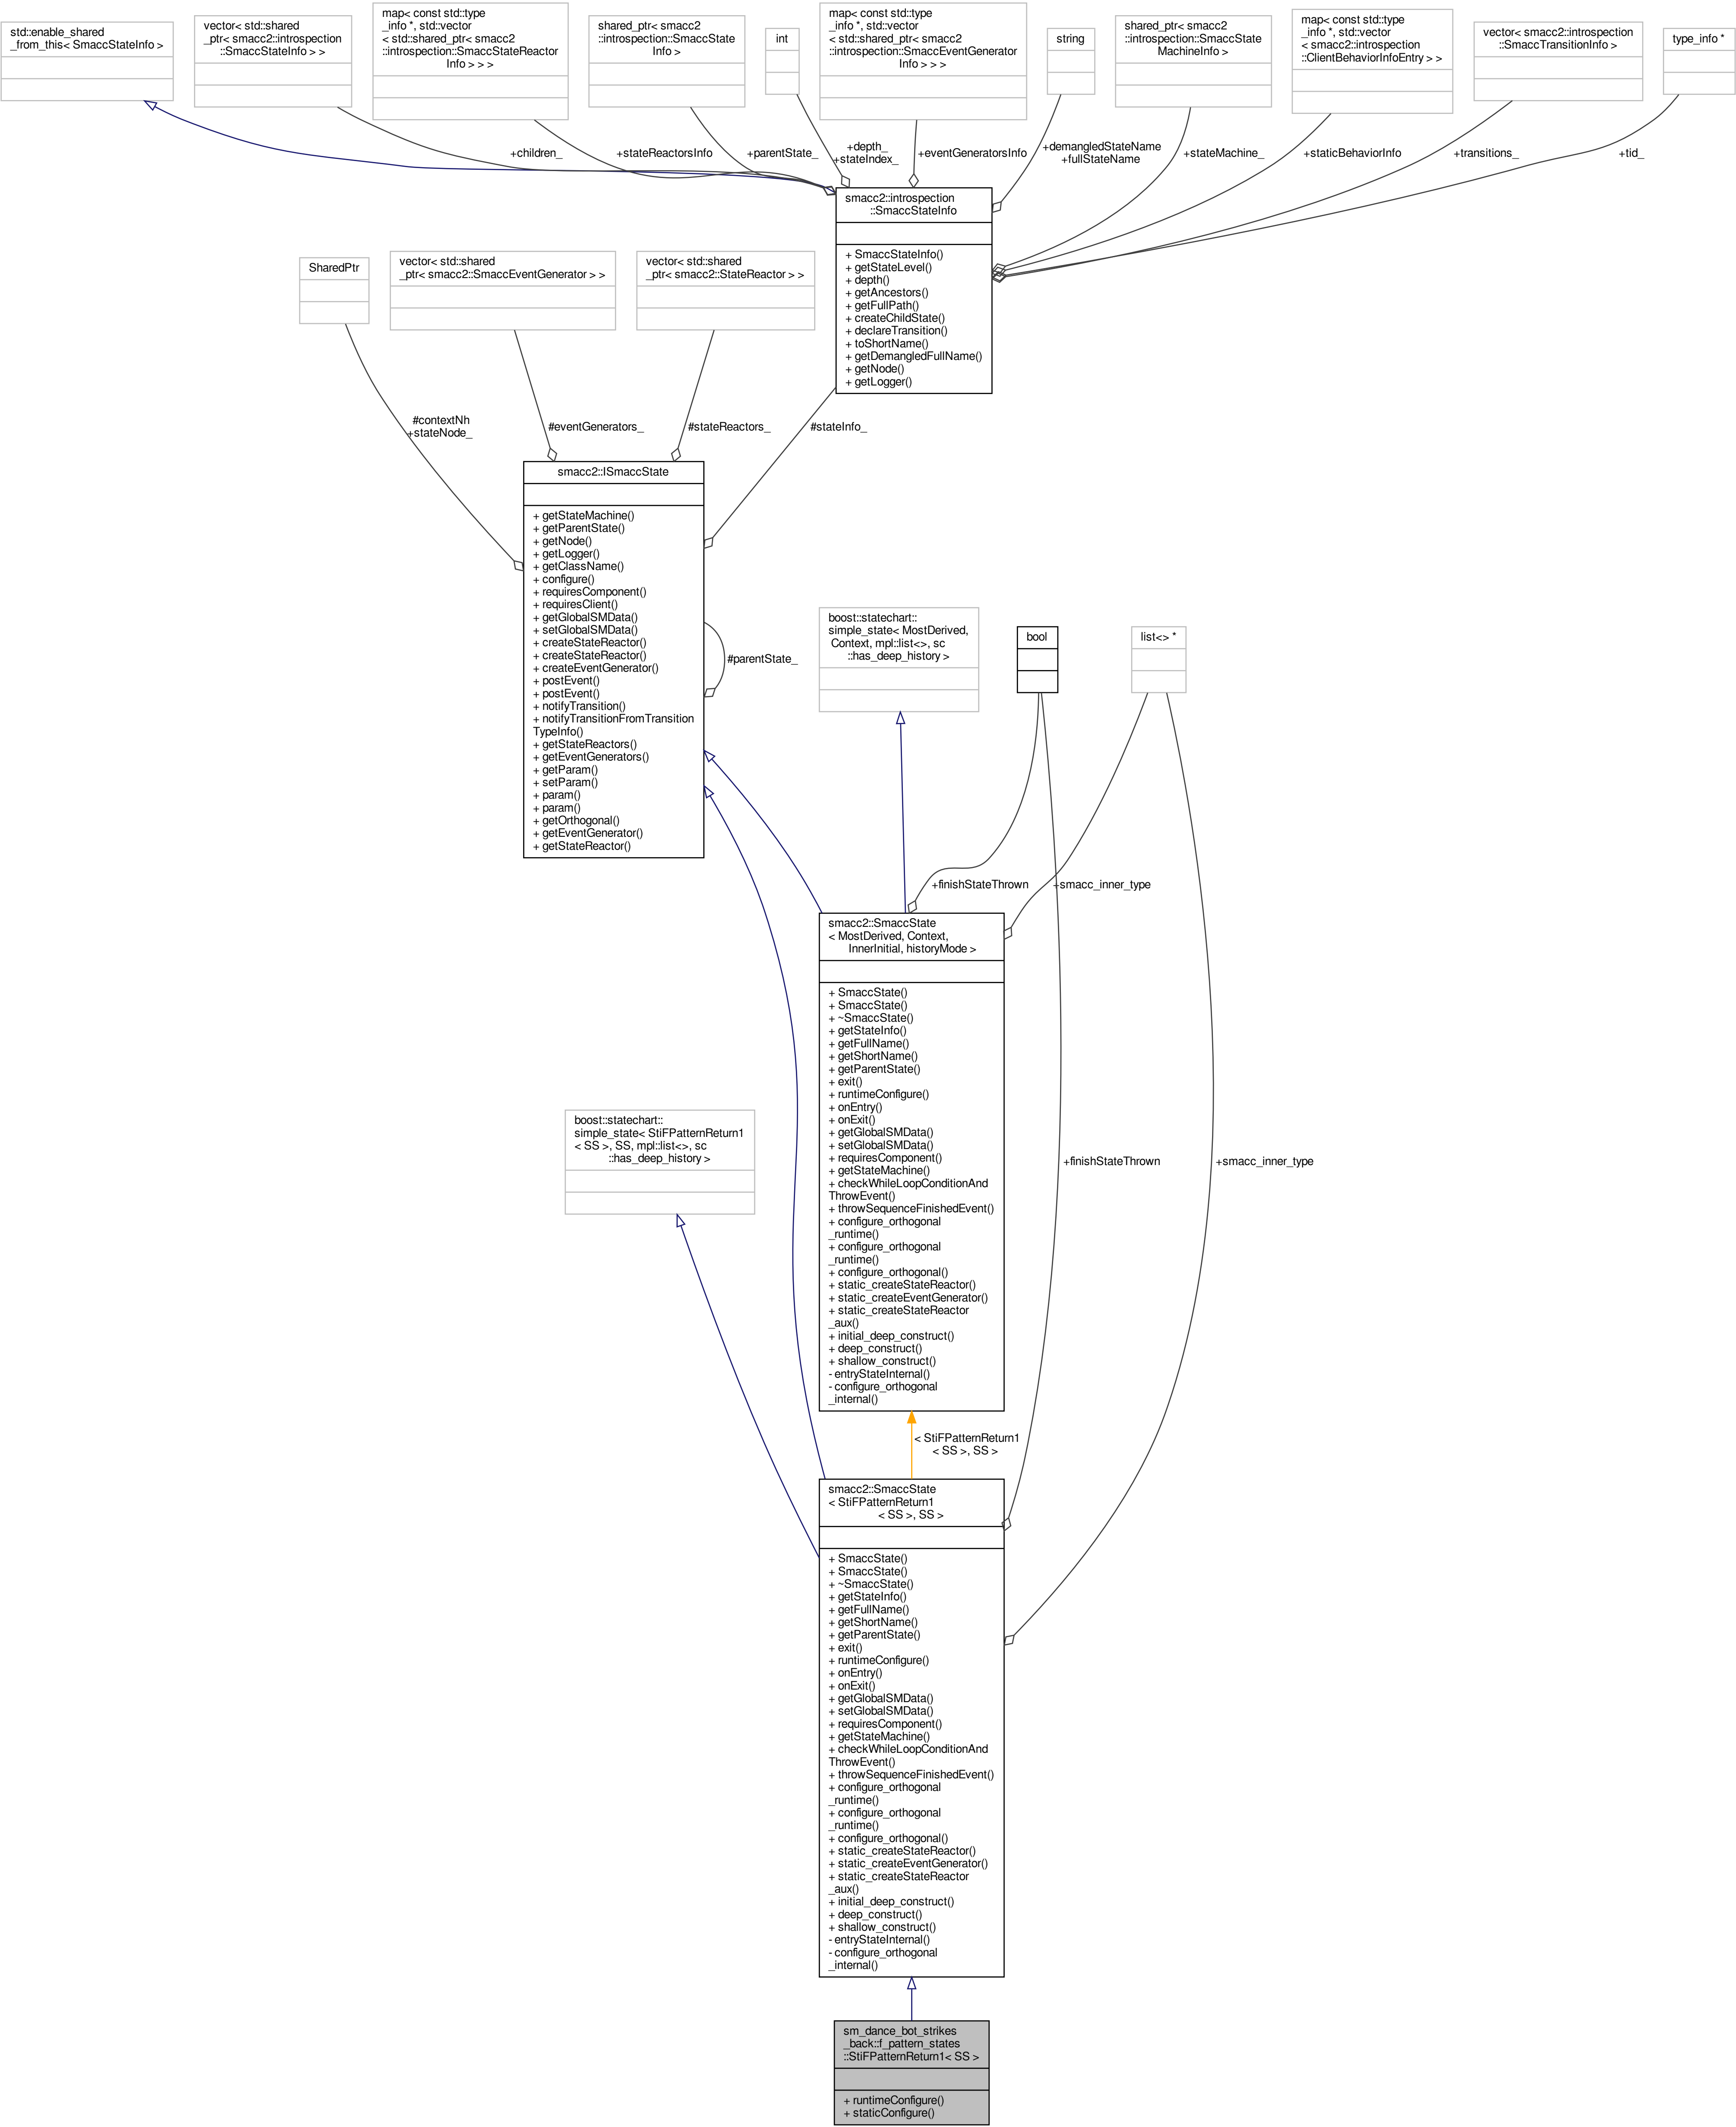 std::enable_shared
_from_this< SmaccStateInfo >
vector< std::shared
_ptr< smacc2::introspection
::SmaccStateInfo > >
map< const std::type
_info *, std::vector
< std::shared_ptr< smacc2
::introspection::SmaccStateReactor
Info > > >
shared_ptr< smacc2
::introspection::SmaccState
Info >
int
map< const std::type
_info *, std::vector
< std::shared_ptr< smacc2
::introspection::SmaccEventGenerator
Info > > >
string
shared_ptr< smacc2
::introspection::SmaccState
MachineInfo >
map< const std::type
_info *, std::vector
< smacc2::introspection
::ClientBehaviorInfoEntry > >
vector< smacc2::introspection
::SmaccTransitionInfo >
type_info *
+children_
+stateReactorsInfo
+parentState_
+depth_
+stateIndex_
+eventGeneratorsInfo
+demangledStateName
+fullStateName
+stateMachine_
+staticBehaviorInfo
+transitions_
+tid_
smacc2::introspection
::SmaccStateInfo
+ SmaccStateInfo()
+ getStateLevel()
+ depth()
+ getAncestors()
+ getFullPath()
+ createChildState()
+ declareTransition()
+ toShortName()
+ getDemangledFullName()
+ getNode()
+ getLogger()
SharedPtr
vector< std::shared
_ptr< smacc2::SmaccEventGenerator > >
vector< std::shared
_ptr< smacc2::StateReactor > >
#contextNh
+stateNode_
#eventGenerators_
#stateReactors_
#stateInfo_
smacc2::ISmaccState
+ getStateMachine()
+ getParentState()
+ getNode()
+ getLogger()
+ getClassName()
+ configure()
+ requiresComponent()
+ requiresClient()
+ getGlobalSMData()
+ setGlobalSMData()
+ createStateReactor()
+ createStateReactor()
+ createEventGenerator()
+ postEvent()
+ postEvent()
+ notifyTransition()
+ notifyTransitionFromTransition
TypeInfo()
+ getStateReactors()
+ getEventGenerators()
+ getParam()
+ setParam()
+ param()
+ param()
+ getOrthogonal()
+ getEventGenerator()
+ getStateReactor()
#parentState_
boost::statechart::
simple_state< MostDerived,
Context, mpl::list<>, sc
::has_deep_history >
bool
list<> *
+finishStateThrown
+smacc_inner_type
smacc2::SmaccState
< MostDerived, Context,
InnerInitial, historyMode >
+ SmaccState()
+ SmaccState()
+ ~SmaccState()
+ getStateInfo()
+ getFullName()
+ getShortName()
+ getParentState()
+ exit()
+ runtimeConfigure()
+ onEntry()
+ onExit()
+ getGlobalSMData()
+ setGlobalSMData()
+ requiresComponent()
+ getStateMachine()
+ checkWhileLoopConditionAnd
ThrowEvent()
+ throwSequenceFinishedEvent()
+ configure_orthogonal
_runtime()
+ configure_orthogonal
_runtime()
+ configure_orthogonal()
+ static_createStateReactor()
+ static_createEventGenerator()
+ static_createStateReactor
_aux()
+ initial_deep_construct()
+ deep_construct()
+ shallow_construct()
- entryStateInternal()
- configure_orthogonal
_internal()
boost::statechart::
simple_state< StiFPatternReturn1
< SS >, SS, mpl::list<>, sc
::has_deep_history >
+finishStateThrown
+smacc_inner_type
< StiFPatternReturn1
< SS >, SS >
smacc2::SmaccState
< StiFPatternReturn1
< SS >, SS >
+ SmaccState()
+ SmaccState()
+ ~SmaccState()
+ getStateInfo()
+ getFullName()
+ getShortName()
+ getParentState()
+ exit()
+ runtimeConfigure()
+ onEntry()
+ onExit()
+ getGlobalSMData()
+ setGlobalSMData()
+ requiresComponent()
+ getStateMachine()
+ checkWhileLoopConditionAnd
ThrowEvent()
+ throwSequenceFinishedEvent()
+ configure_orthogonal
_runtime()
+ configure_orthogonal
_runtime()
+ configure_orthogonal()
+ static_createStateReactor()
+ static_createEventGenerator()
+ static_createStateReactor
_aux()
+ initial_deep_construct()
+ deep_construct()
+ shallow_construct()
- entryStateInternal()
- configure_orthogonal
_internal()
sm_dance_bot_strikes
_back::f_pattern_states
::StiFPatternReturn1< SS >
+ runtimeConfigure()
+ staticConfigure()